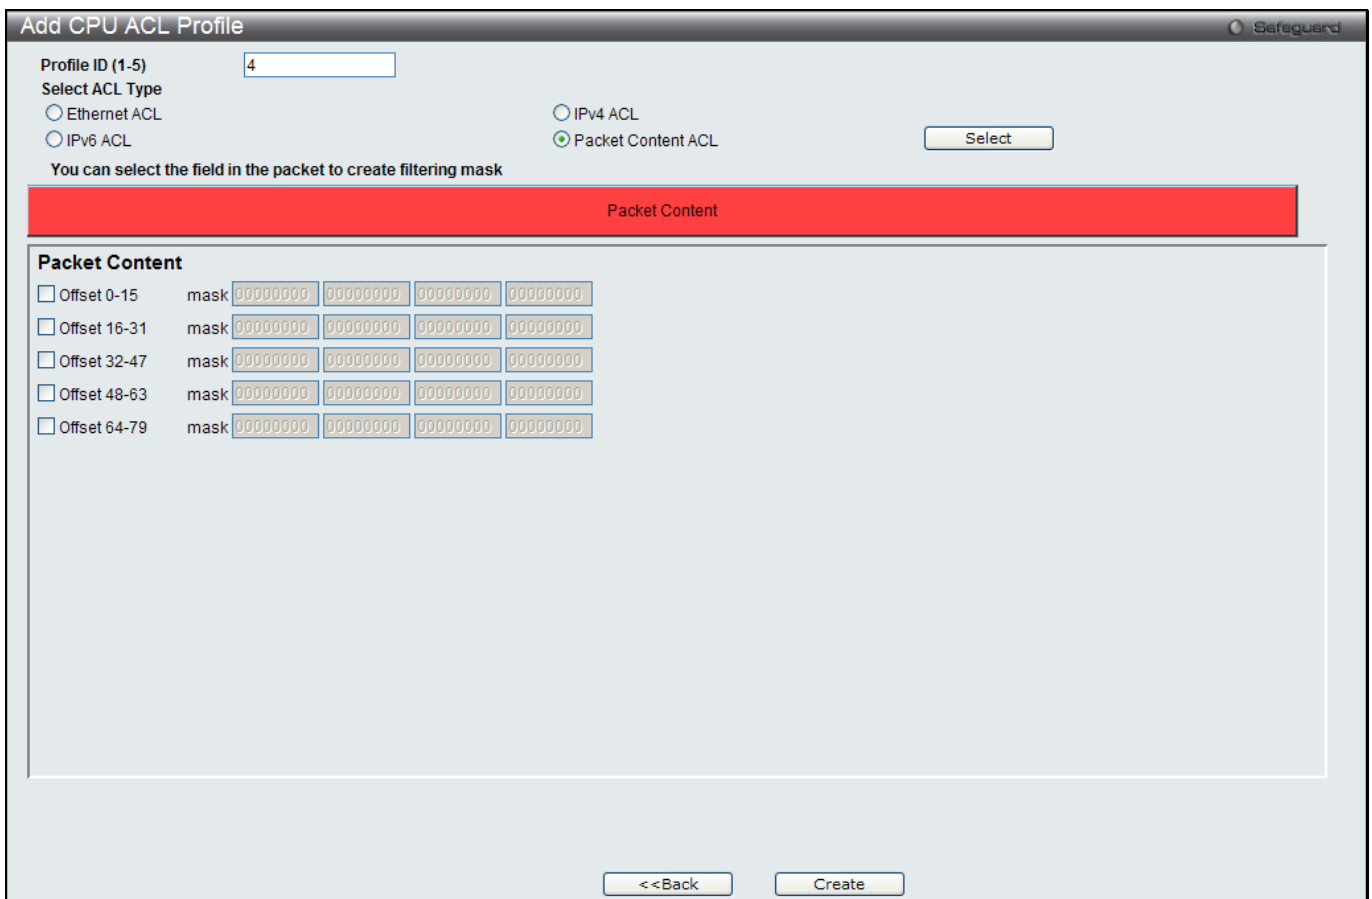 Add CPU ACL Profile
Safeguard
Profile ID (1-5) 4
Select ACL Type
Ethernet ACL IPv4 ACL
IPv6 ACL Packet Content ACL Select
You can select the field in the packet to create filtering mask
Packet Content
Packet Content
Offset 0-15 mask 00000000 00000000 00000000 00000000
Offset 16-31 mask 00000000 00000000 00000000 00000000
Offset 32-47 mask 00000000 00000000 00000000 00000000
Offset 48-63 mask 00000000 00000000 00000000 00000000
Offset 64-79 mask 00000000 00000000 00000000 00000000
<<Back Create